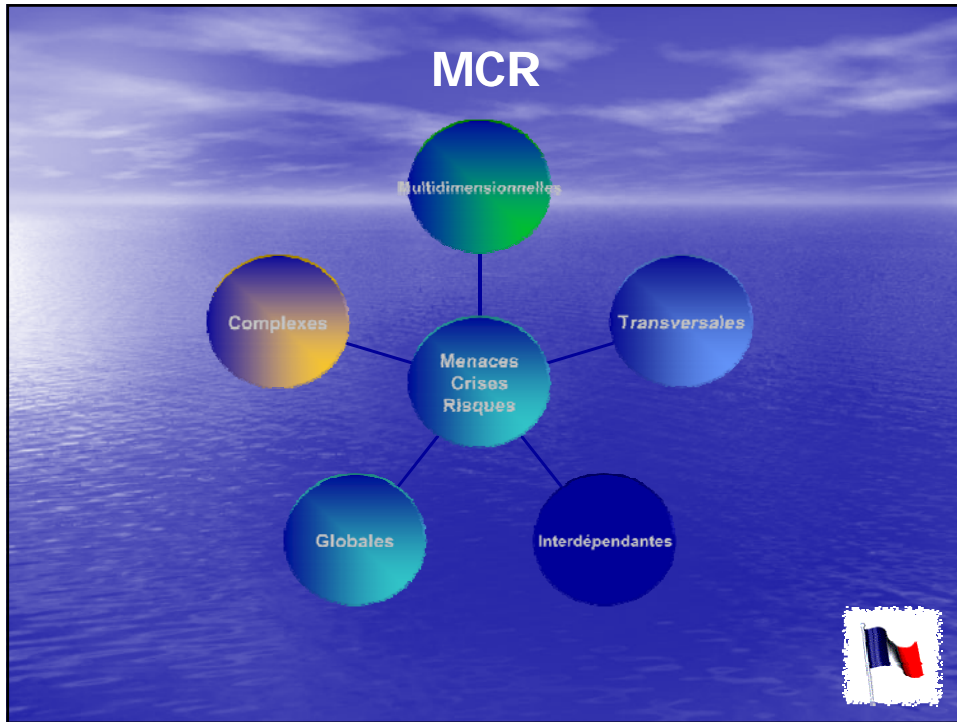 MCR
Multidimensionnelles
Complexes
Transversales
Menaces
Crises
Risques
Globales
Interdépendantes